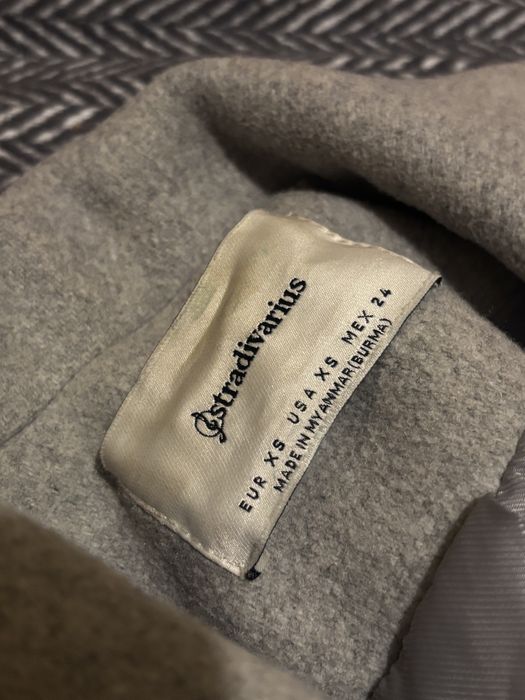 stradivarius
EUR XS USA XS MEX 24
MADE IN MYANMAR(BURMA)